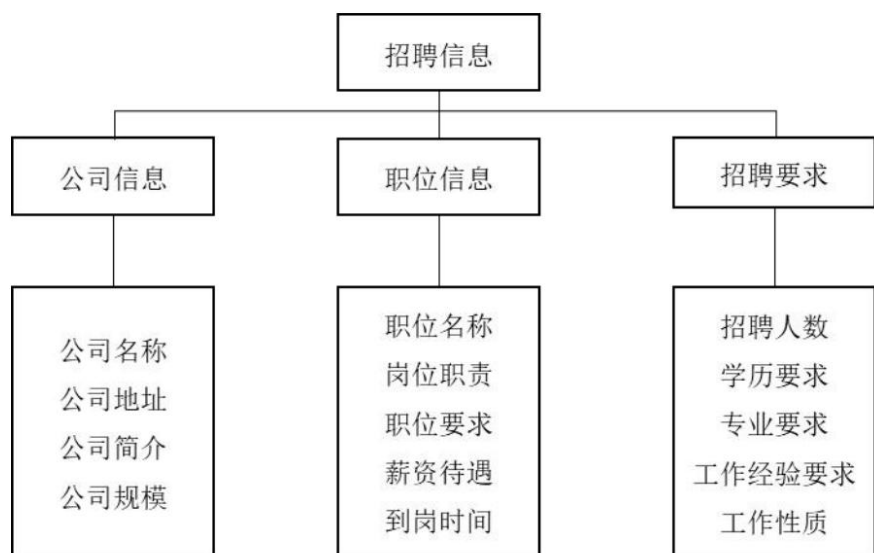 招聘信息
公司信息
职位信息
招聘要求
公司名称
公司地址
公司简介
公司规模
职位名称
岗位职责
职位要求
薪资待遇
到岗时间
招聘人数
学历要求
专业要求
工作经验要求
工作性质